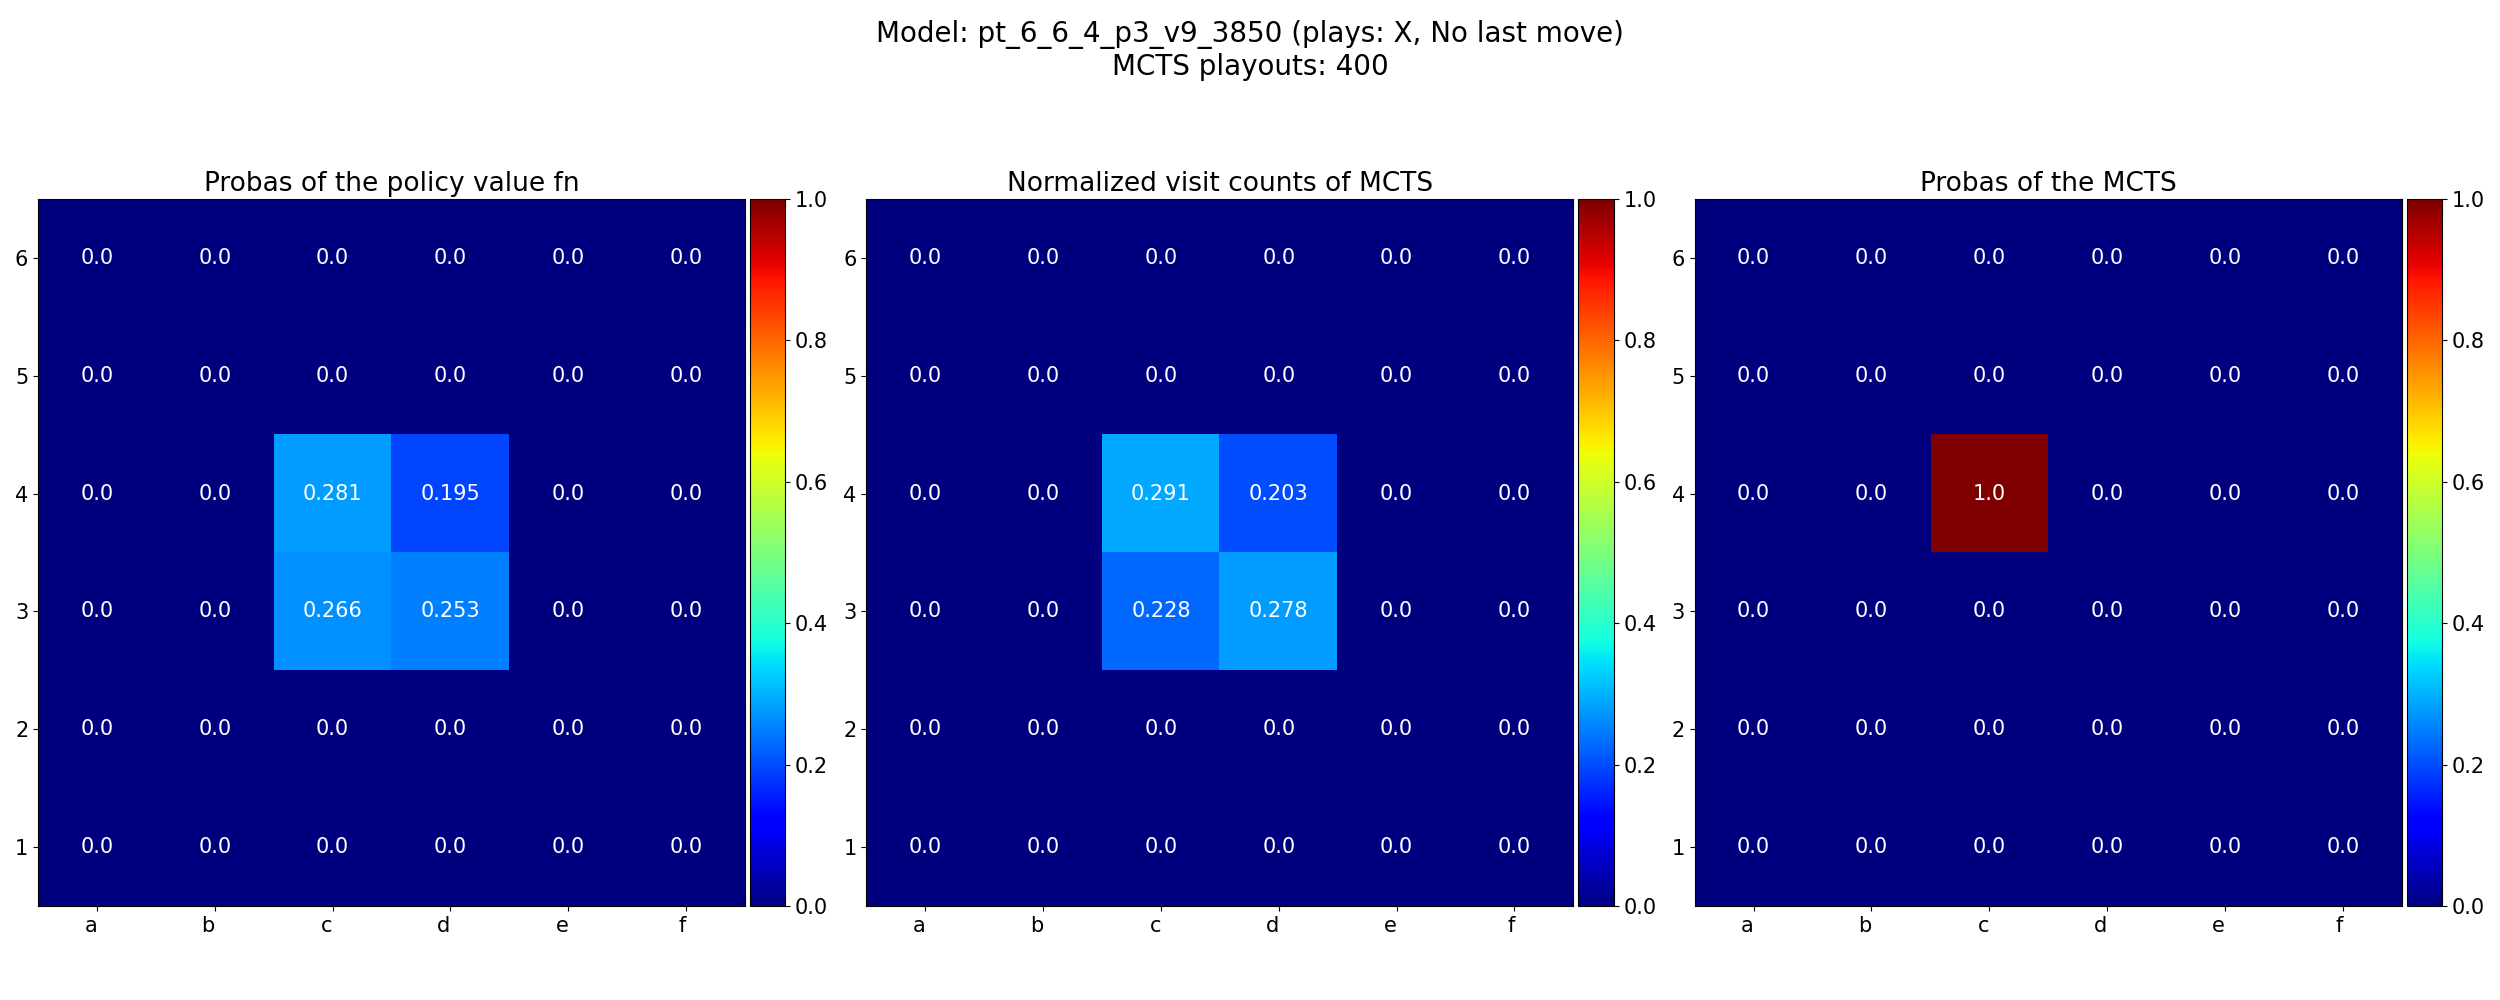 Model: pt_6_6_4_p3_v9_3850 (plays: X, No last move)
MCTS playouts: 400
Probas of the policy value fn
6 0.0 0.0 0.0 0.0 0.0 0.0
5 0.0 0.0 0.0 0.0 0.0 0.0
4 0.0 0.0 0.281 0.195 0.0 0.0
3 0.0 0.0 0.266 0.253 0.0 0.0
2 0.0 0.0 0.0 0.0 0.0 0.0
1 0.0 0.0 0.0 0.0 0.0 0.0
a b c d e f
1.0
0.8
0.6
0.4
0.2
0.0
Normalized visit counts of MCTS
6 0.0 0.0 0.0 0.0 0.0 0.0
5 0.0 0.0 0.0 0.0 0.0 0.0
4 0.0 0.0 0.291 0.203 0.0 0.0
3 0.0 0.0 0.228 0.278 0.0 0.0
2 0.0 0.0 0.0 0.0 0.0 0.0
1 0.0 0.0 0.0 0.0 0.0 0.0
a b c d e f
1.0
0.8
0.6
0.4
0.2
0.0
Probas of the MCTS
6 0.0 0.0 0.0 0.0 0.0 0.0
5 0.0 0.0 0.0 0.0 0.0 0.0
4 0.0 0.0 1.0 0.0 0.0 0.0
3 0.0 0.0 0.0 0.0 0.0 0.0
2 0.0 0.0 0.0 0.0 0.0 0.0
1 0.0 0.0 0.0 0.0 0.0 0.0
a b c d e f
1.0
0.8
0.6
0.4
0.2
0.0